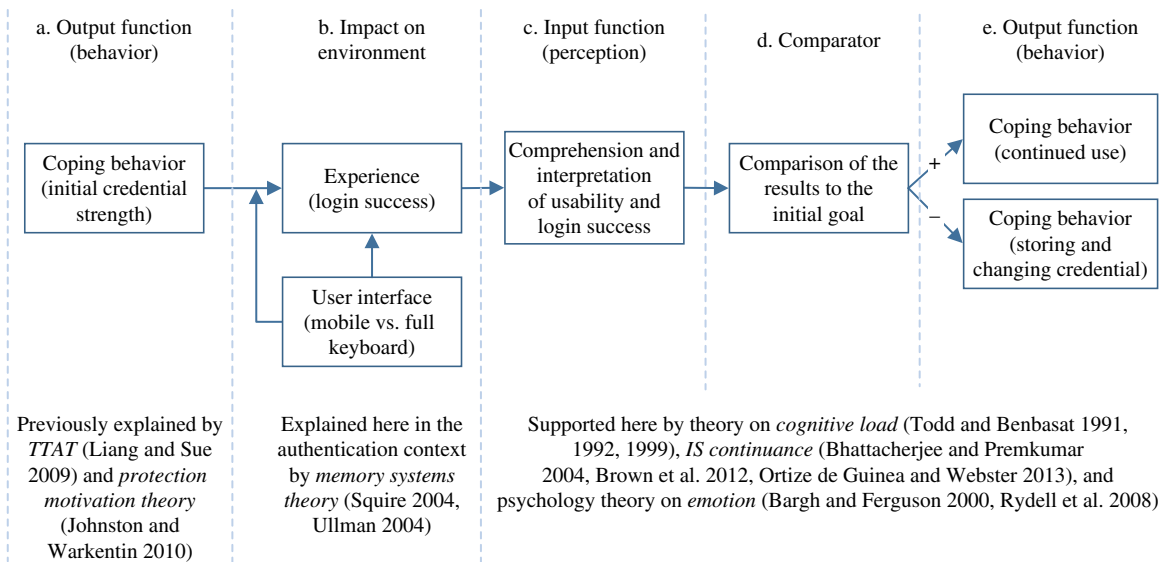 a. Output function
(behavior)
b. Impact on
environment
c. Input function
(perception)
d. Comparator
e. Output function
(behavior)
Coping behavior
(initial credential
strength)
Experience
(login success)
User interface
(mobile vs. full
keyboard)
Comprehension and
interpretation
of usability and
login success
Comparison of the
results to the
initial goal
+
−
Coping behavior
(continued use)
Coping behavior
(storing and
changing credential)
Previously explained by
TTAT (Liang and Sue
2009) and protection
motivation theory
(Johnston and
Warkentin 2010)
Explained here in the
authentication context
by memory systems
theory (Squire 2004,
Ullman 2004)
Supported here by theory on cognitive load (Todd and Benbasat 1991,
1992, 1999), IS continuance (Bhattacherjee and Premkumar
2004, Brown et al. 2012, Ortize de Guinea and Webster 2013), and
psychology theory on emotion (Bargh and Ferguson 2000, Rydell et al. 2008)